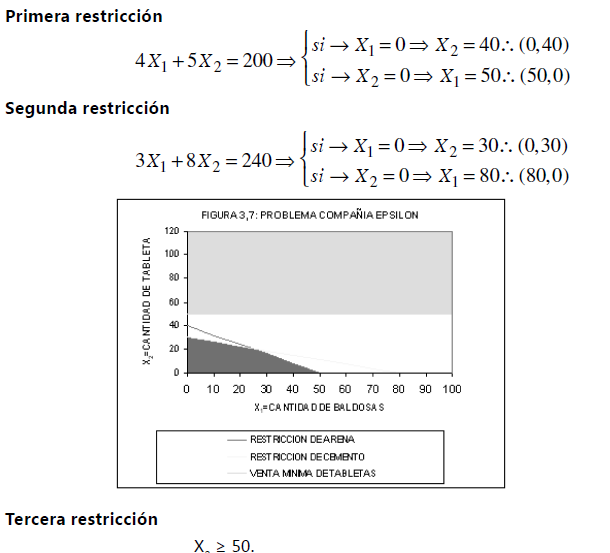 Primera restricción
4X₁+5X₂=200⇒{si→X₁=0⇒X₂=40∴(0,40)
si→X₂=0⇒X₁=50∴(50,0)
Segunda restricción
3X₁+8X₂=240⇒{si→X₁=0⇒X₂=30∴(0,30)
si→X₂=0⇒X₁=80∴(80,0)
FIGURA 3,7: PROBLEMA COMPAÑIA EPSILON
X₂=CANTIDAD DE TABLETA
120
100
80
60
40
20
0
0 10 20 30 40 50 60 70 80 90 100
X₁=CANTIDAD DE BALDOSAS
RESTRICCION DE ARENA
RESTRICCION DE CEMENTO
VENTA MINIMA DE TABLETAS
Tercera restricción
X₂ ≥ 50.